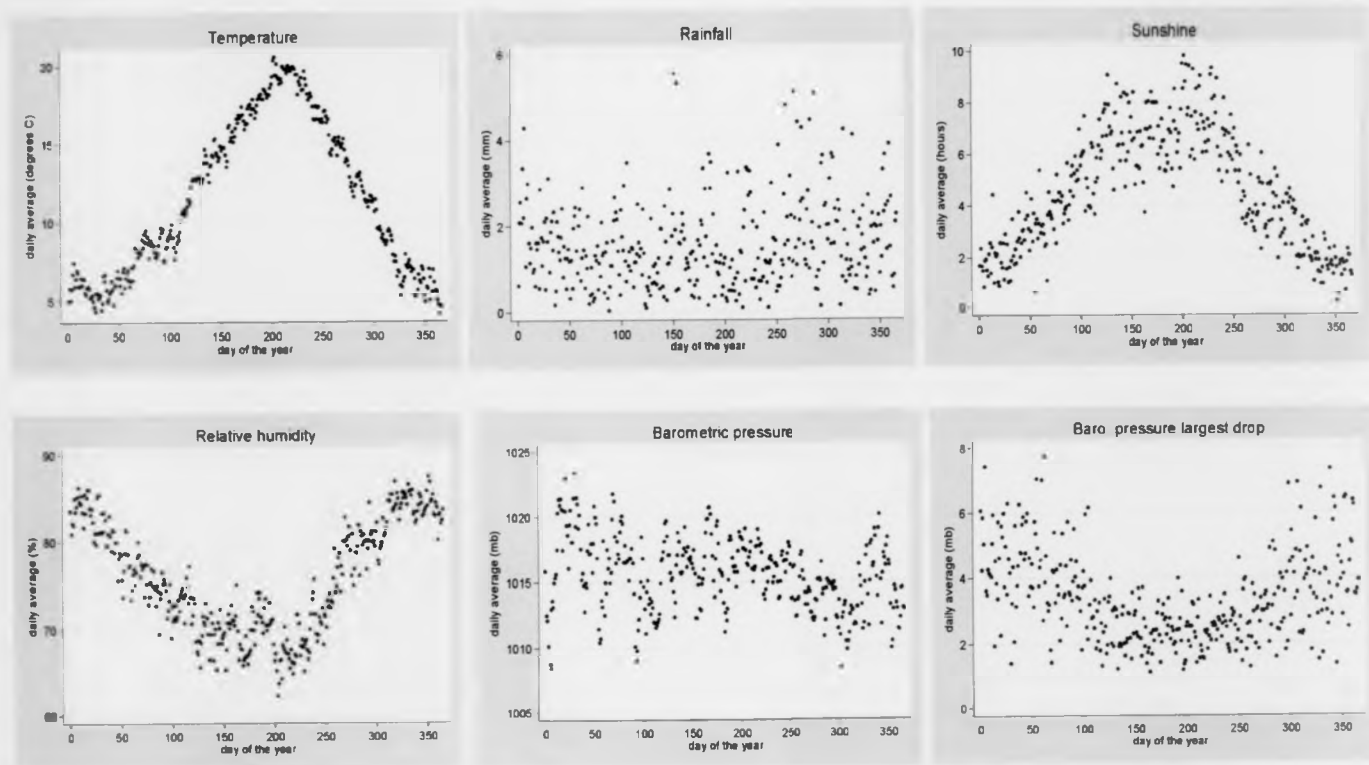 Temperature
daily average (degrees C)
20
15
10
5
0 50 100 150 200 250 300 350
day of the year
Rainfall
daily average (mm)
6
4
2
0
0 50 100 150 200 250 300 350
day of the year
Sunshine
daily average (hours)
10
8
6
4
2
0
0 50 100 150 200 250 300 350
day of the year
Relative humidity
daily average (%)
90
80
70
0 50 100 150 200 250 300 350
day of the year
Barometric pressure
daily average (mb)
1025
1020
1015
1010
1005
0 50 100 150 200 250 300 350
day of the year
Baro pressure largest drop
daily average (mb)
8
6
4
2
0
0 50 100 150 200 250 300 350
day of the year